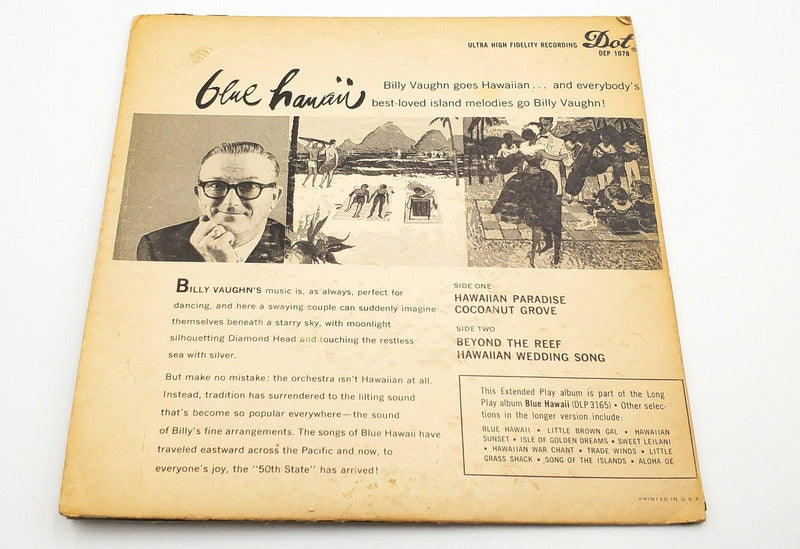 ULTRA HIGH FIDELITY RECORDING Dot®
DEP 1078
blue hawaii
Billy Vaughn goes Hawaiian... and everybody's
best-loved island melodies go Billy Vaughn!
BILLY VAUGHN'S music is, as always, perfect for
dancing, and here a swaying couple can suddenly imagine
themselves beneath a starry sky, with moonlight
silhouetting Diamond Head and touching the restless
sea with silver.
But make no mistake: the orchestra isn't Hawaiian at all.
Instead, tradition has surrendered to the lilting sound
that's become so popular everywhere—the sound
of Billy's fine arrangements. The songs of Blue Hawaii have
traveled eastward across the Pacific and now, to
everyone's joy, the "50th State" has arrived!
SIDE ONE
HAWAIIAN PARADISE
COCOANUT GROVE
SIDE TWO
BEYOND THE REEF
HAWAIIAN WEDDING SONG
This Extended Play album is part of the Long
Play album Blue Hawaii (DLP 3165) • Other selec-
tions in the longer version include:
BLUE HAWAII • LITTLE BROWN GAL • HAWAIIAN
SUNSET • ISLE OF GOLDEN DREAMS • SWEET LEILANI
• HAWAIIAN WAR CHANT • TRADE WINDS • LITTLE
GRASS SHACK • SONG OF THE ISLANDS • ALOHA OE
PRINTED IN U.S.A